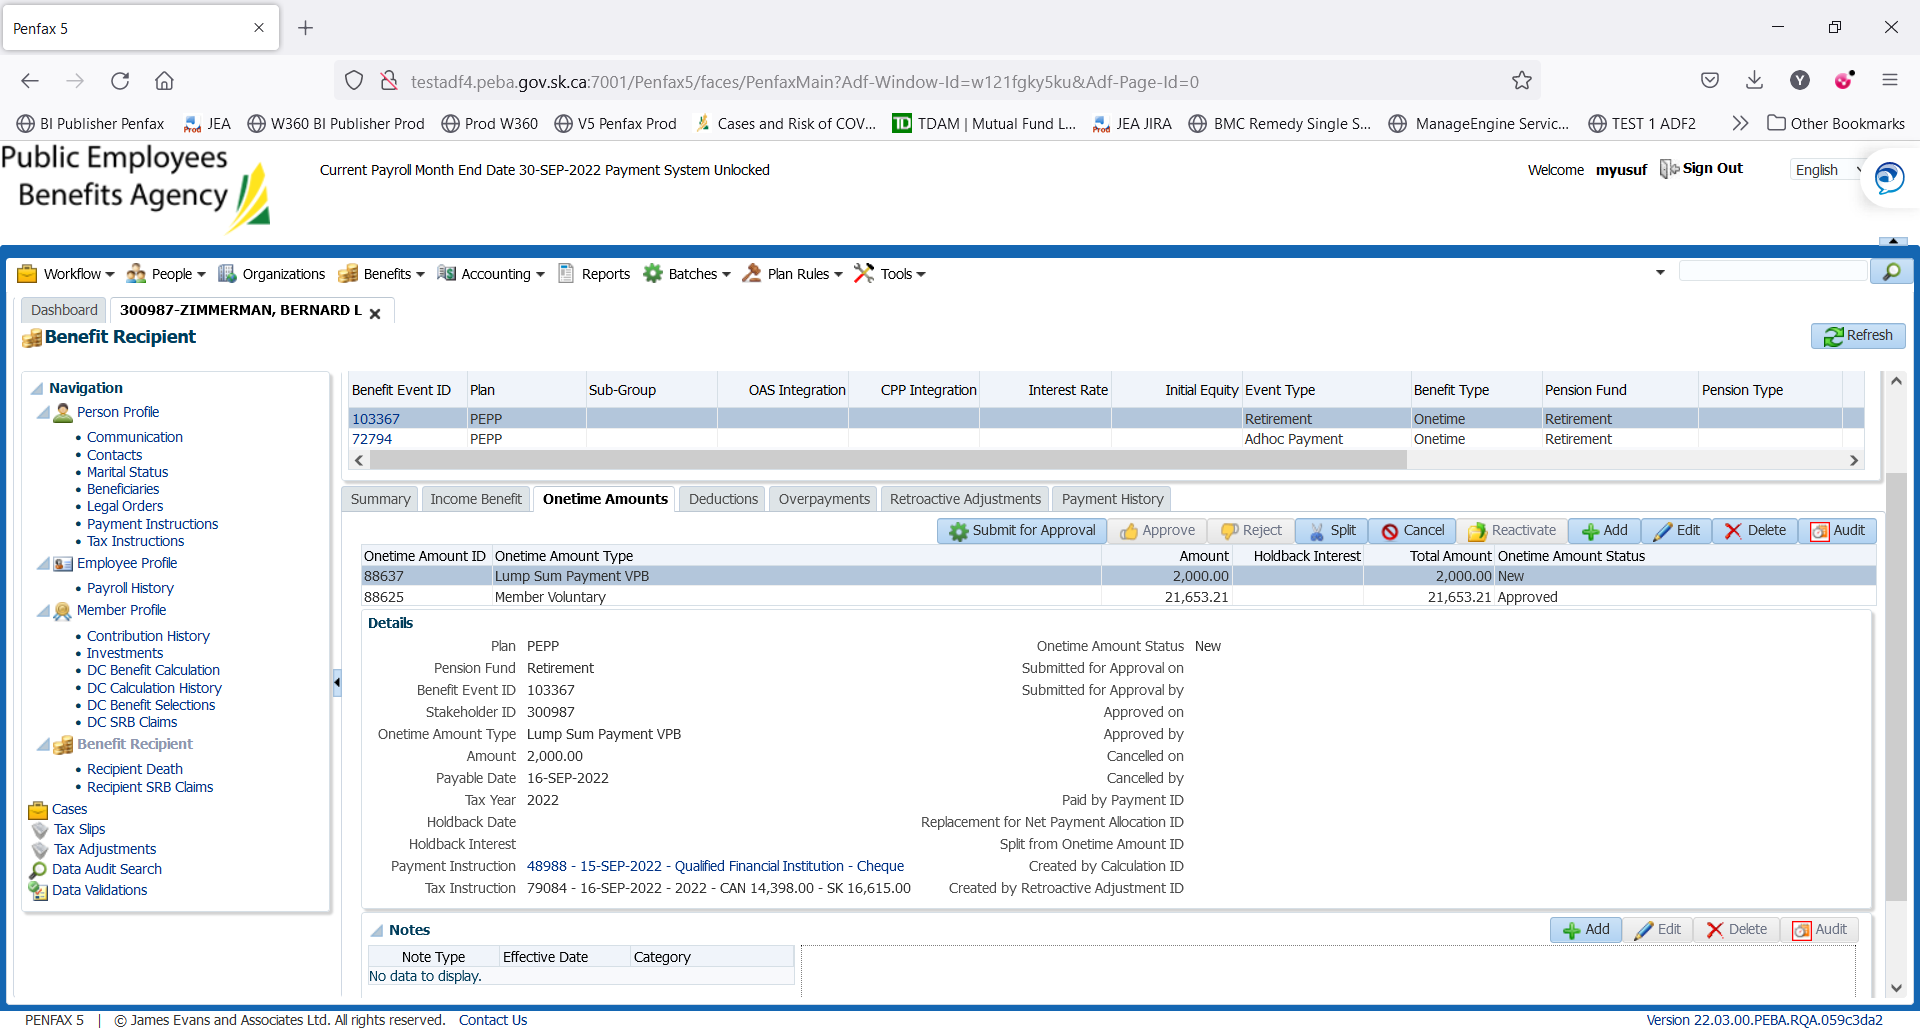 Penfax 5
testadf4.peba.gov.sk.ca:7001/Penfax5/faces/PenfaxMain?Adf-Window-Id=w121fgky5ku&Adf-Page-Id=0
Y
BI Publisher Penfax JEA W360 BI Publisher Prod Prod W360 V5 Penfax Prod Cases and Risk of COV... TDAM | Mutual Fund L... JEA JIRA BMC Remedy Single S... ManageEngine Servic... TEST 1 ADF2 Other Bookmarks
Public Employees
Benefits Agency
Current Payroll Month End Date 30-SEP-2022 Payment System Unlocked
Welcome myusuf Sign Out English
Workflow People Organizations Benefits Accounting Reports Batches Plan Rules Tools
Dashboard 300987-ZIMMERMAN, BERNARD L
Benefit Recipient
Refresh
Navigation
Person Profile
Communication
Contacts
Marital Status
Beneficiaries
Legal Orders
Payment Instructions
Tax Instructions
Employee Profile
Payroll History
Member Profile
Contribution History
Investments
DC Benefit Calculation
DC Calculation History
DC Benefit Selections
DC SRB Claims
Benefit Recipient
Recipient Death
Recipient SRB Claims
Cases
Tax Slips
Tax Adjustments
Data Audit Search
Data Validations
Benefit Event ID Plan Sub-Group OAS Integration CPP Integration Interest Rate Initial Equity Event Type Benefit Type Pension Fund Pension Type
103367 PEPP Retirement Onetime Retirement
72794 PEPP Adhoc Payment Onetime Retirement
Summary Income Benefit Onetime Amounts Deductions Overpayments Retroactive Adjustments Payment History
Submit for Approval Approve Reject Split Cancel Reactivate Add Edit Delete Audit
Onetime Amount ID Onetime Amount Type Amount Holdback Interest Total Amount Onetime Amount Status
88637 Lump Sum Payment VPB 2,000.00 2,000.00 New
88625 Member Voluntary 21,653.21 21,653.21 Approved
Details
Plan PEPP
Pension Fund Retirement
Benefit Event ID 103367
Stakeholder ID 300987
Onetime Amount Type Lump Sum Payment VPB
Amount 2,000.00
Payable Date 16-SEP-2022
Tax Year 2022
Holdback Date
Holdback Interest
Payment Instruction 48988 - 15-SEP-2022 - Qualified Financial Institution - Cheque
Tax Instruction 79084 - 16-SEP-2022 - 2022 - CAN 14,398.00 - SK 16,615.00
Onetime Amount Status New
Submitted for Approval on
Submitted for Approval by
Approved on
Approved by
Cancelled on
Cancelled by
Paid by Payment ID
Replacement for Net Payment Allocation ID
Split from Onetime Amount ID
Created by Calculation ID
Created by Retroactive Adjustment ID
Notes
Add Edit Delete Audit
Note Type Effective Date Category
No data to display.
PENFAX 5 | © James Evans and Associates Ltd. All rights reserved. Contact Us
Version 22.03.00.PEBA.RQA.059c3da2